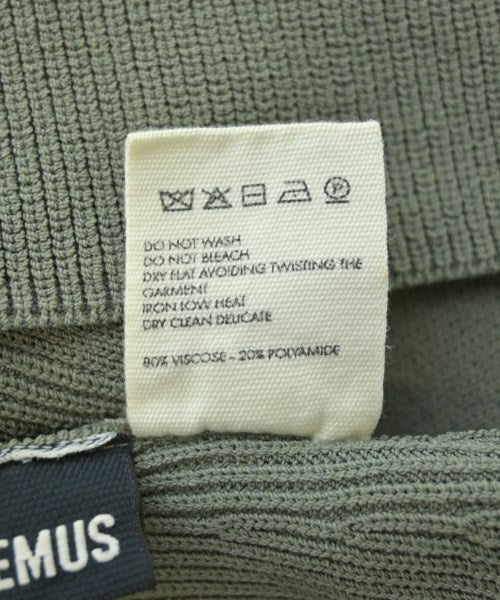 P
DO NOT WASH
DO NOT BLEACH
DRY FLAT AVOIDING TWISTING THE
GARMENT
IRON LOW HEAT
DRY CLEAN DELICATE
80% VISCOSE - 20% POLYAMIDE
EMUS